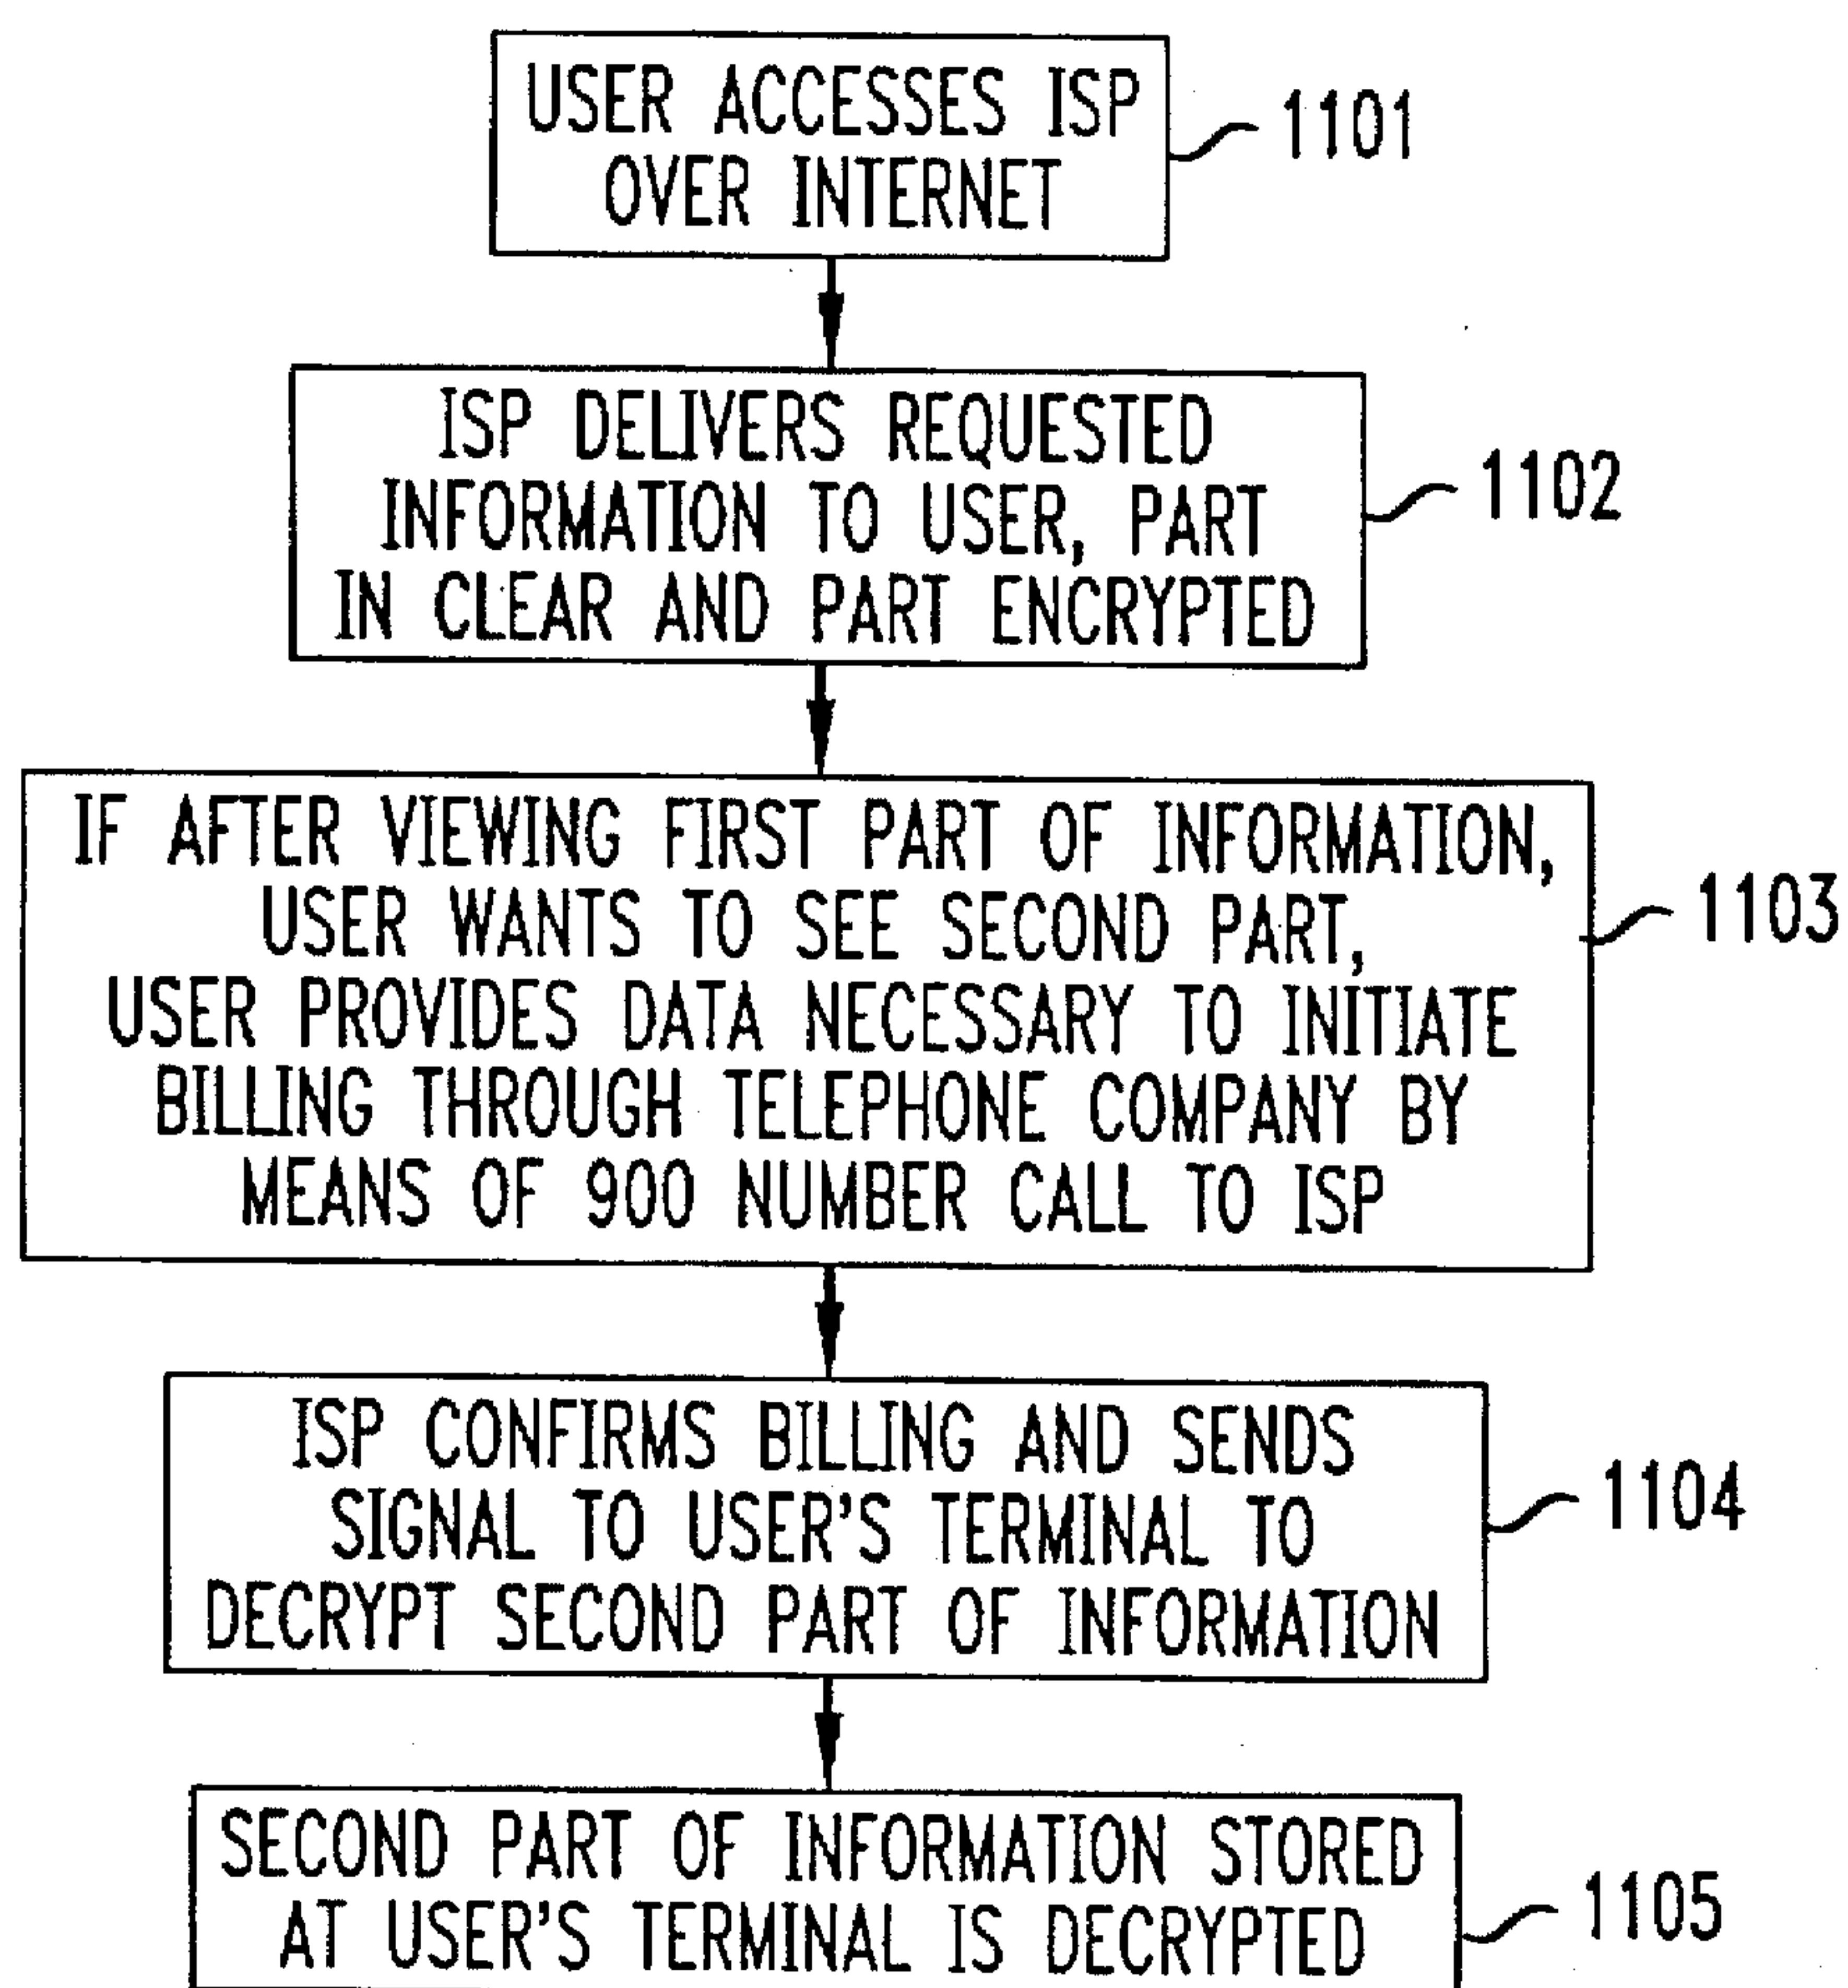 USER ACCESSES ISP
OVER INTERNET
1101
ISP DELIVERS REQUESTED
INFORMATION TO USER, PART
IN CLEAR AND PART ENCRYPTED
1102
IF AFTER VIEWING FIRST PART OF INFORMATION,
USER WANTS TO SEE SECOND PART,
USER PROVIDES DATA NECESSARY TO INITIATE
BILLING THROUGH TELEPHONE COMPANY BY
MEANS OF 900 NUMBER CALL TO ISP
1103
ISP CONFIRMS BILLING AND SENDS
SIGNAL TO USER'S TERMINAL TO
DECRYPT SECOND PART OF INFORMATION
1104
SECOND PART OF INFORMATION STORED
AT USER'S TERMINAL IS DECRYPTED
1105